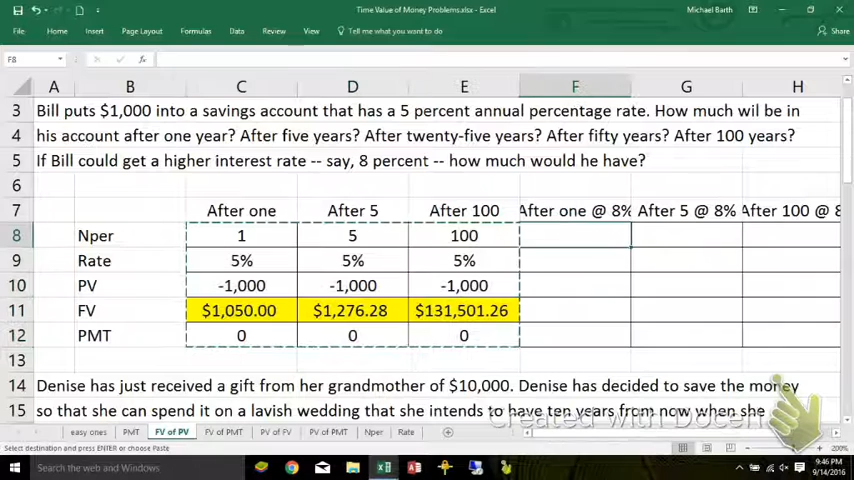 Time Value of Money Problems.xlsx - Excel
Michael Barth
File Home Insert Page Layout Formulas Data Review View Tell me what you want to do Share
F8 fx
A B C D E F G H
3 Bill puts $1,000 into a savings account that has a 5 percent annual percentage rate. How much wil be in
4 his account after one year? After five years? After twenty-five years? After fifty years? After 100 years?
5 If Bill could get a higher interest rate -- say, 8 percent -- how much would he have?
6
7 After one After 5 After 100 After one @ 8% After 5 @ 8% After 100 @ 8
8 Nper 1 5 100
9 Rate 5% 5% 5%
10 PV -1,000 -1,000 -1,000
11 FV $1,050.00 $1,276.28 $131,501.26
12 PMT 0 0 0
13
14 Denise has just received a gift from her grandmother of $10,000. Denise has decided to save the money
15 so that she can spend it on a lavish wedding that she intends to have ten years from now when she
Created with Docer
easy ones PMT FV of PV FV of PMT PV of FV PV of PMT Nper Rate
Select destination and press ENTER or choose Paste
200%
Search the web and Windows
9:46 PM
9/14/2016